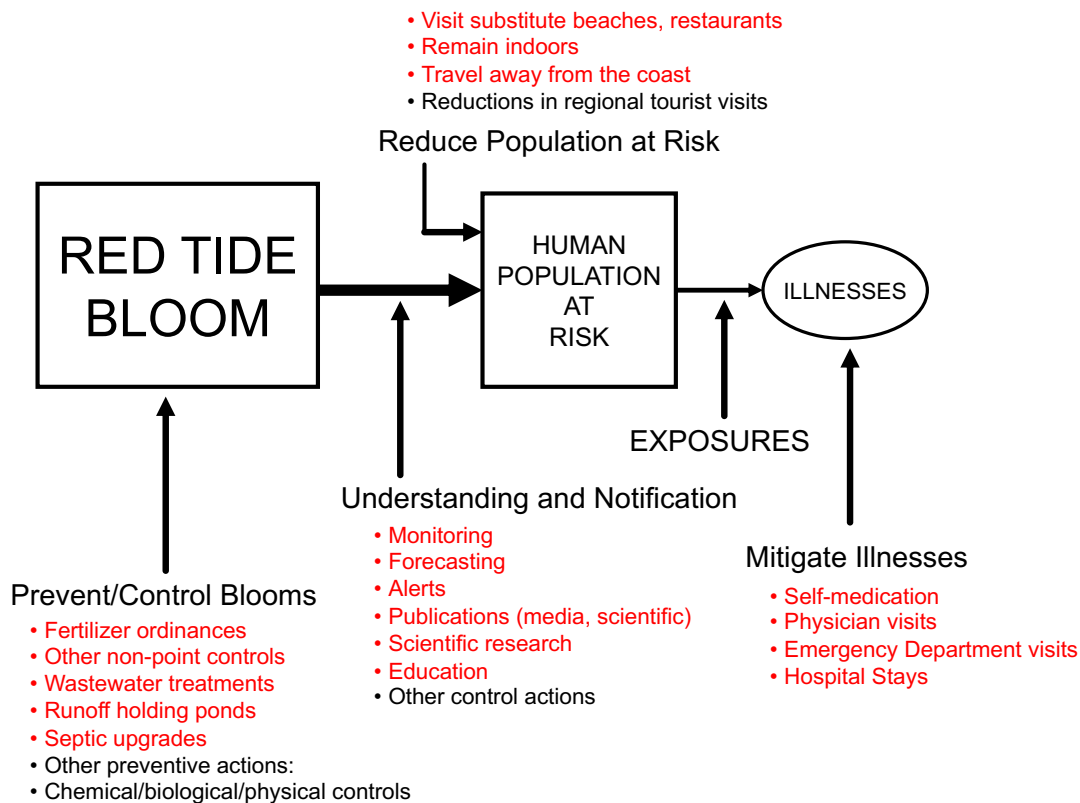 • Visit substitute beaches, restaurants
• Remain indoors
• Travel away from the coast
• Reductions in regional tourist visits
Reduce Population at Risk
RED TIDE
BLOOM
HUMAN
POPULATION
AT
RISK
ILLNESSES
EXPOSURES
Understanding and Notification
• Monitoring
• Forecasting
• Alerts
• Publications (media, scientific)
• Scientific research
• Education
• Other control actions
Mitigate Illnesses
• Self-medication
• Physician visits
• Emergency Department visits
• Hospital Stays
Prevent/Control Blooms
• Fertilizer ordinances
• Other non-point controls
• Wastewater treatments
• Runoff holding ponds
• Septic upgrades
• Other preventive actions:
• Chemical/biological/physical controls